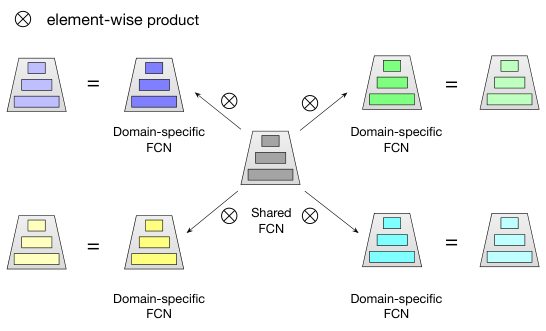 ⊗ element-wise product
=
⊗
⊗
=
Domain-specific
FCN
Domain-specific
FCN
=
⊗
Shared
FCN
⊗
=
Domain-specific
FCN
Domain-specific
FCN